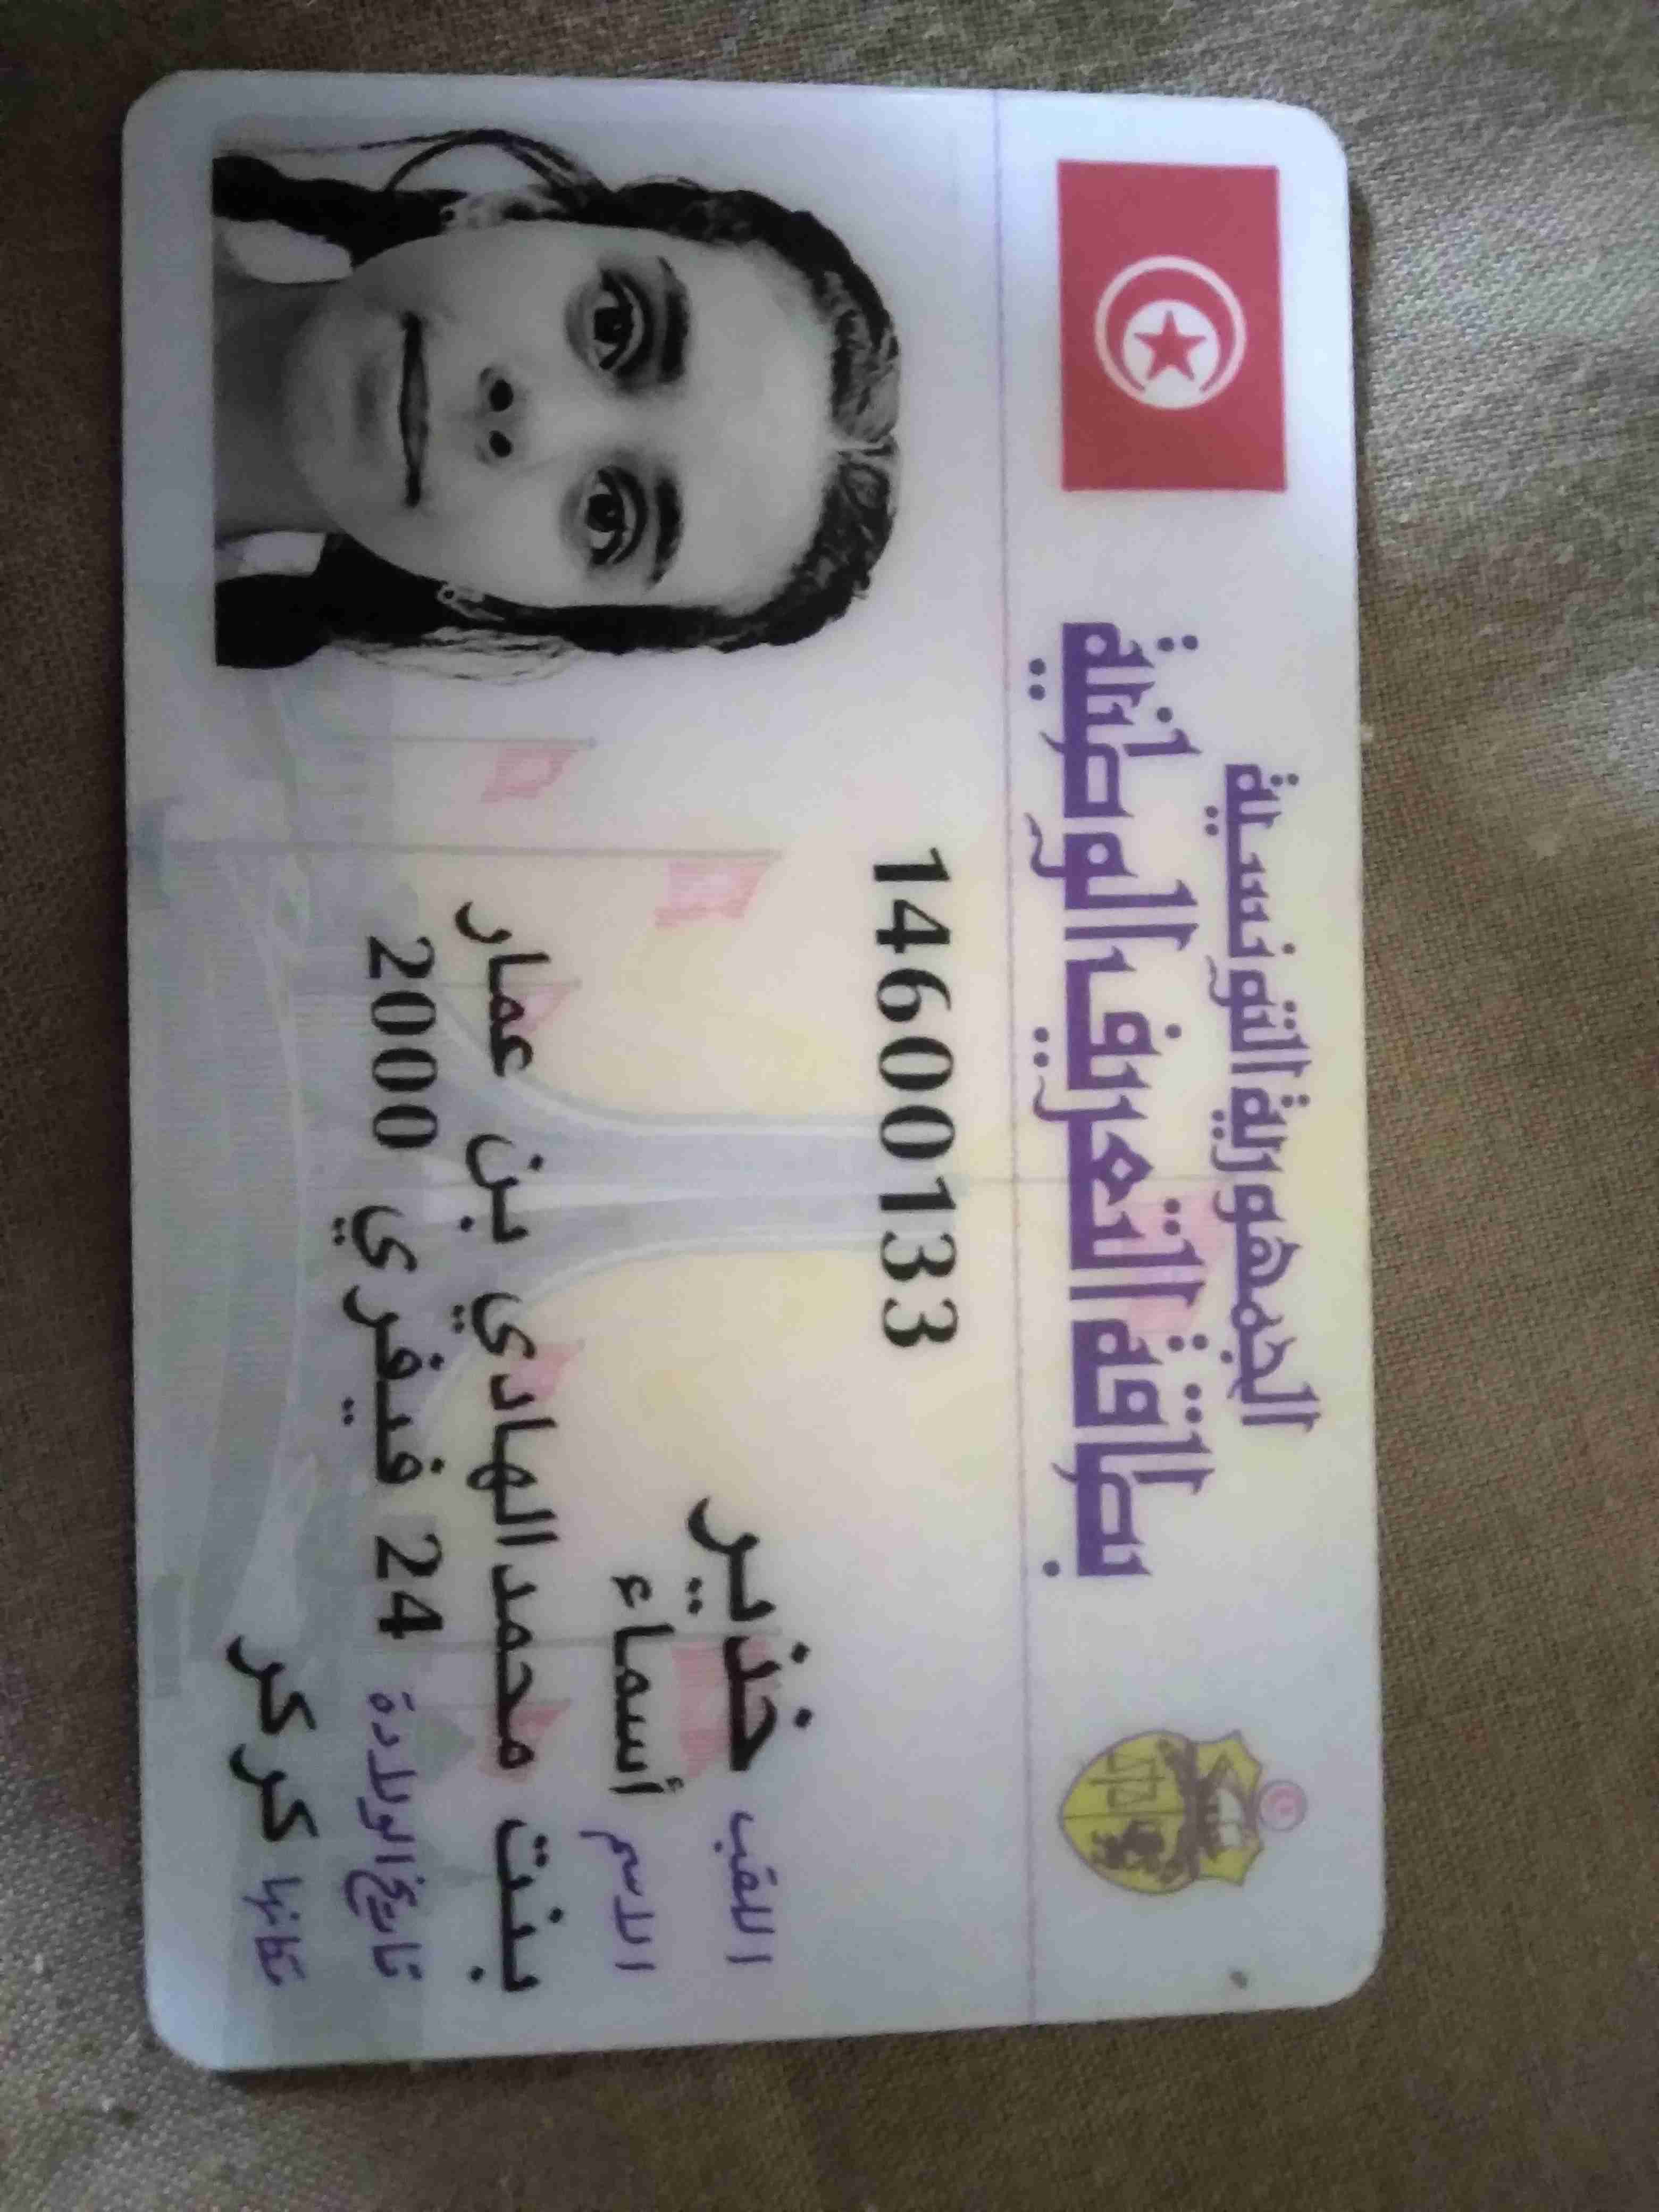 الجمهورية التونسية
بطاقة التعريف الوطنية
14600133
اللقب خذير
الاسم أسماء
بنت محمد الهادي بن عمار
تاريخ الولادة 24 فيفري 2000
مكانها كركر